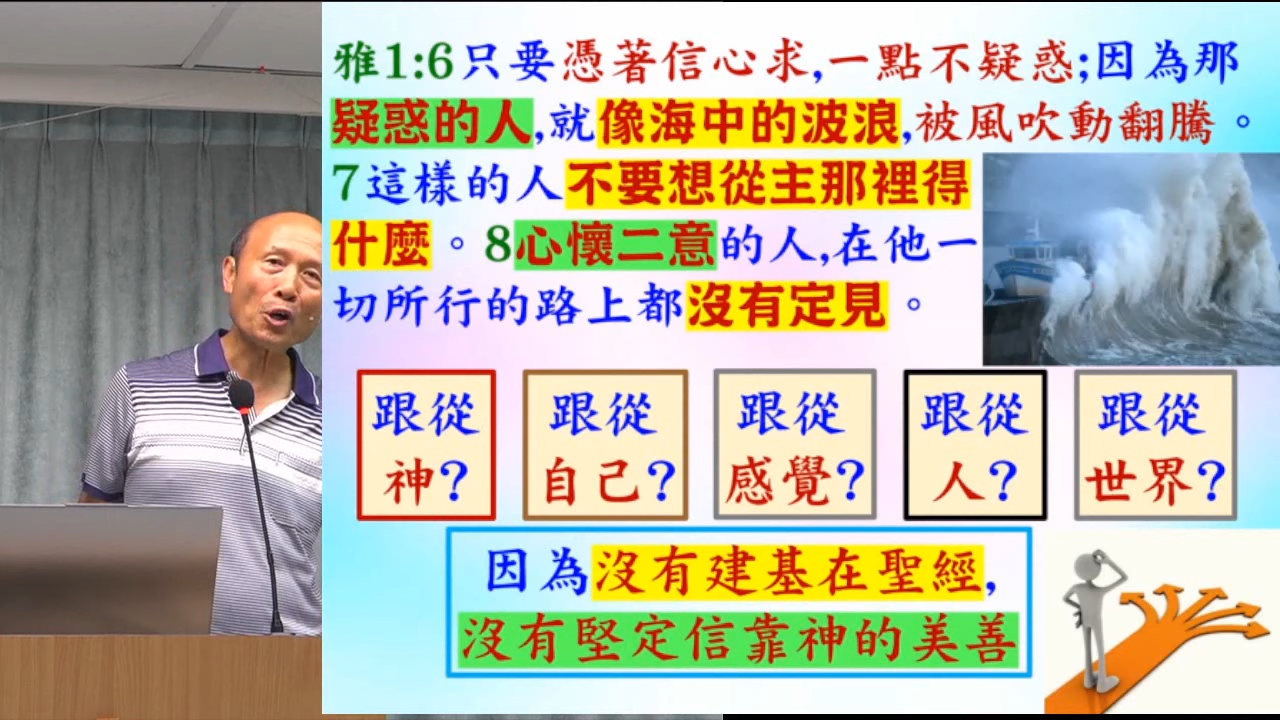 雅1:6只要憑著信心求,一點不疑惑;因為那
疑惑的人,就像海中的波浪,被風吹動翻騰。
7這樣的人不要想從主那裡得
什麼。8心懷二意的人,在他一
切所行的路上都沒有定見。
跟從
神?
跟從
自己?
跟從
感覺?
跟從
人?
跟從
世界?
因為沒有建基在聖經,
沒有堅定信靠神的美善